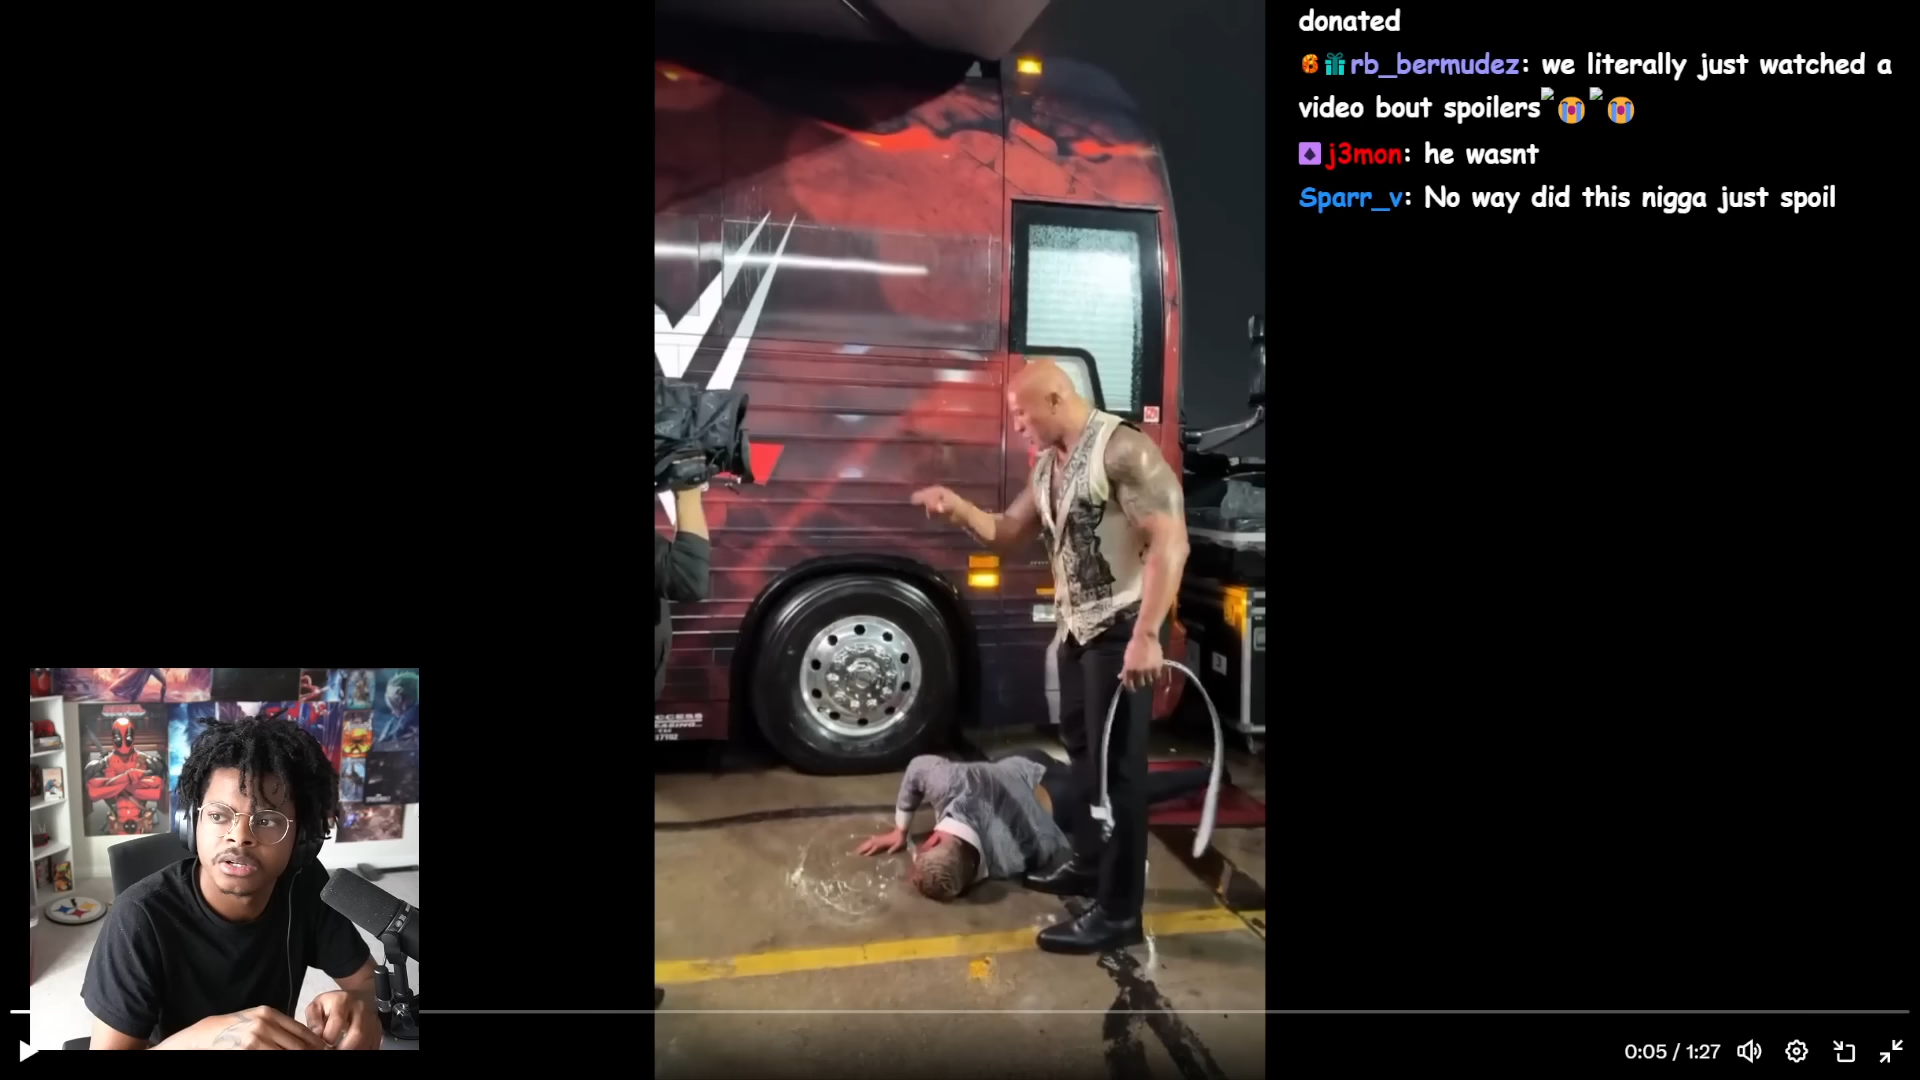 donated
rb_bermudez: we literally just watched a
video bout spoilers😭😭
j3mon: he wasnt
Sparr_v: No way did this nigga just spoil
0:05 / 1:27